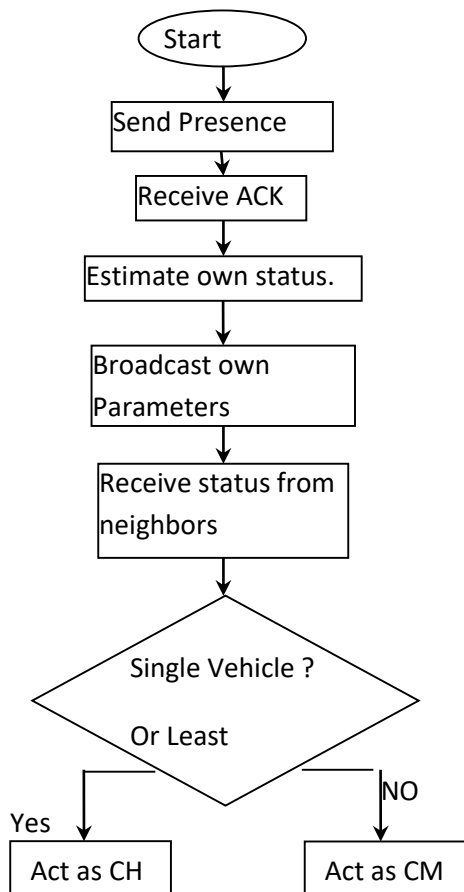 Start
Send Presence
Receive ACK
Estimate own status.
Broadcast own
Parameters
Receive status from
neighbors
Single Vehicle ?
Or Least
NO
Yes
Act as CH
Act as CM